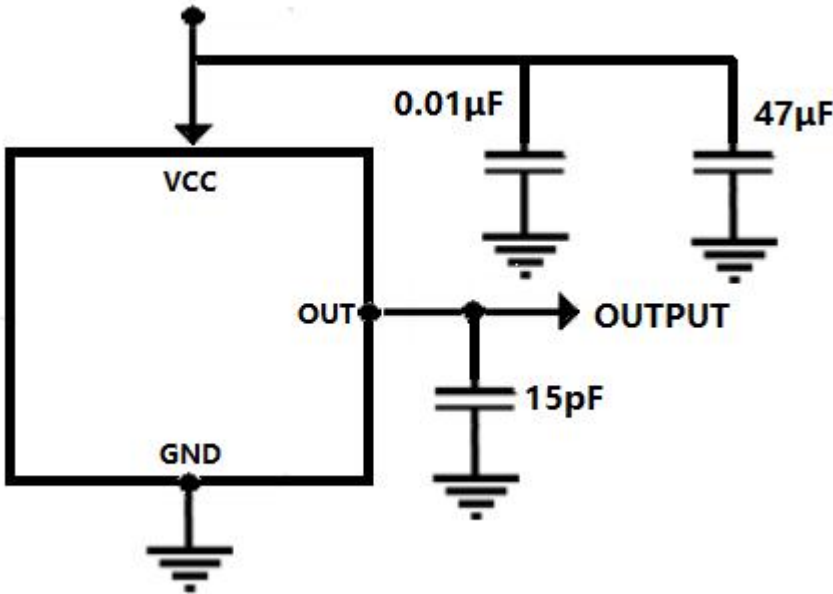 0.01µF
47µF
VCC
OUT
OUTPUT
15pF
GND